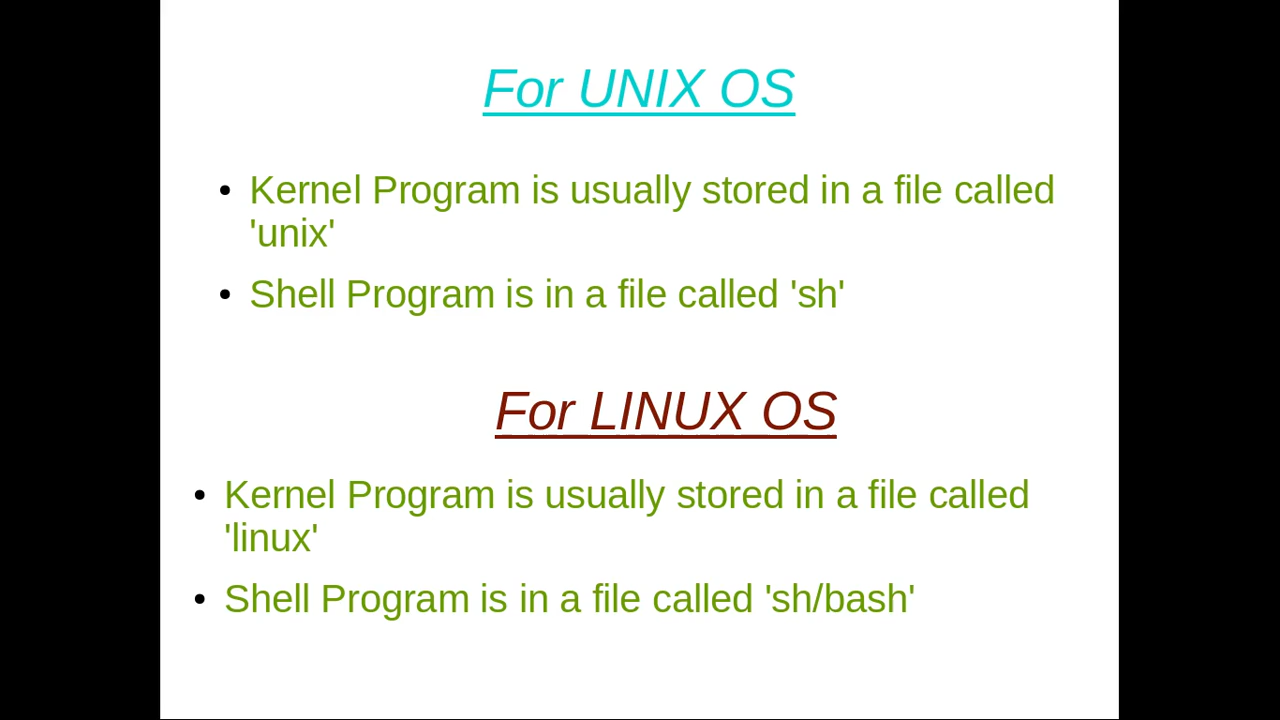 For UNIX OS
• Kernel Program is usually stored in a file called
'unix'
• Shell Program is in a file called 'sh'
For LINUX OS
• Kernel Program is usually stored in a file called
'linux'
• Shell Program is in a file called 'sh/bash'